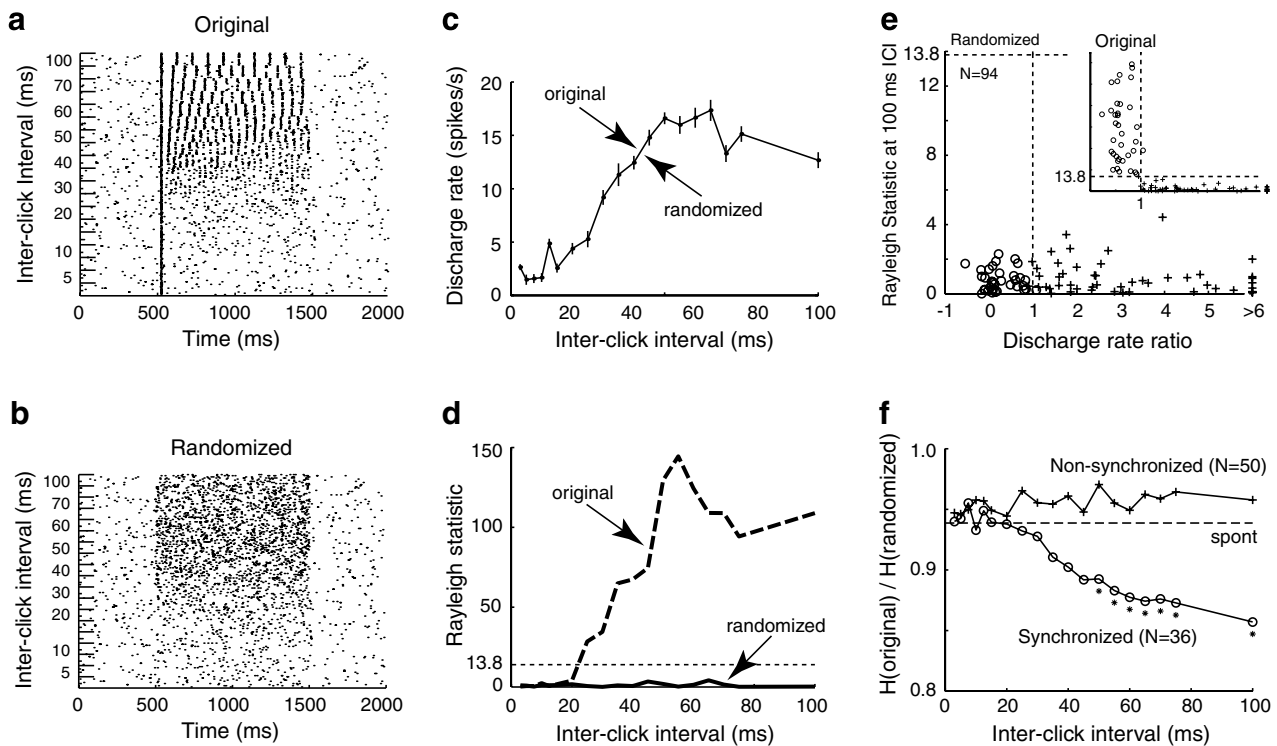 a
Original
Inter-click Interval (ms)
100
70
60
50
40
30
20
10
5
0
500
1000
1500
2000
Time (ms)
b
Randomized
Inter-click interval (ms)
100
70
60
50
40
30
20
10
5
0
500
1000
1500
2000
Time (ms)
c
Discharge rate (spikes/s)
20
15
10
5
0
original
randomized
0
20
40
60
80
100
Inter-click interval (ms)
d
Rayleigh statistic
150
100
50
13.8
0
original
randomized
0
20
40
60
80
100
Inter-click interval (ms)
e
Rayleigh Statistic at 100 ms ICI
13.8
12
8
4
0
Randomized
N=94
Original
13.8
1
-1
0
1
2
3
4
5
>6
Discharge rate ratio
f
H(original) / H(randomized)
1.0
0.9
0.8
Non-synchronized (N=50)
spont
Synchronized (N=36)
0
20
40
60
80
100
Inter-click interval (ms)